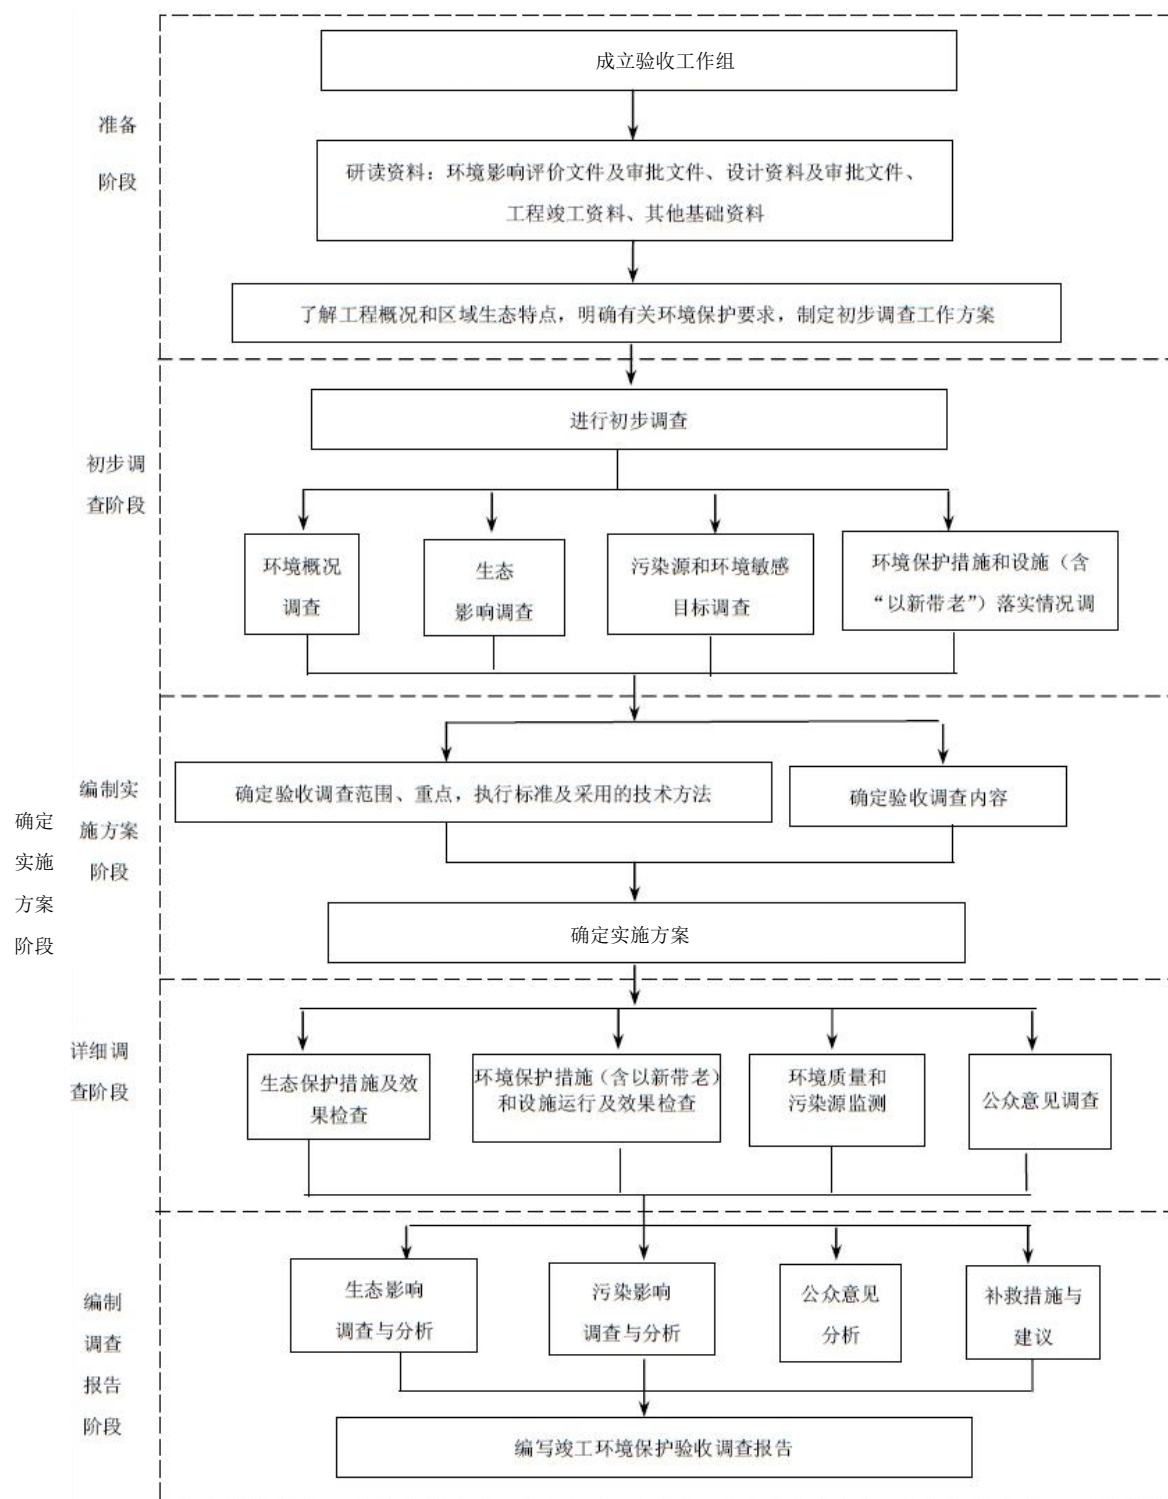 成立验收工作组
准备
阶段
研读资料：环境影响评价文件及审批文件、设计资料及审批文件、
工程竣工资料、其他基础资料
了解工程概况和区域生态特点，明确有关环境保护要求，制定初步调查工作方案
进行初步调查
初步调
查阶段
环境概况
调查
生态
影响调查
污染源和环境敏感
目标调查
环境保护措施和设施（含
“以新带老”）落实情况调
编制实
施方案
阶段
确定
实施
方案
阶段
确定验收调查范围、重点，执行标准及采用的技术方法
确定验收调查内容
确定实施方案
详细调
查阶段
生态保护措施及效
果检查
环境保护措施（含以新带老）
和设施运行及效果检查
环境质量和
污染源监测
公众意见调查
编制
调查
报告
阶段
生态影响
调查与分析
污染影响
调查与分析
公众意见
分析
补救措施与
建议
编写竣工环境保护验收调查报告